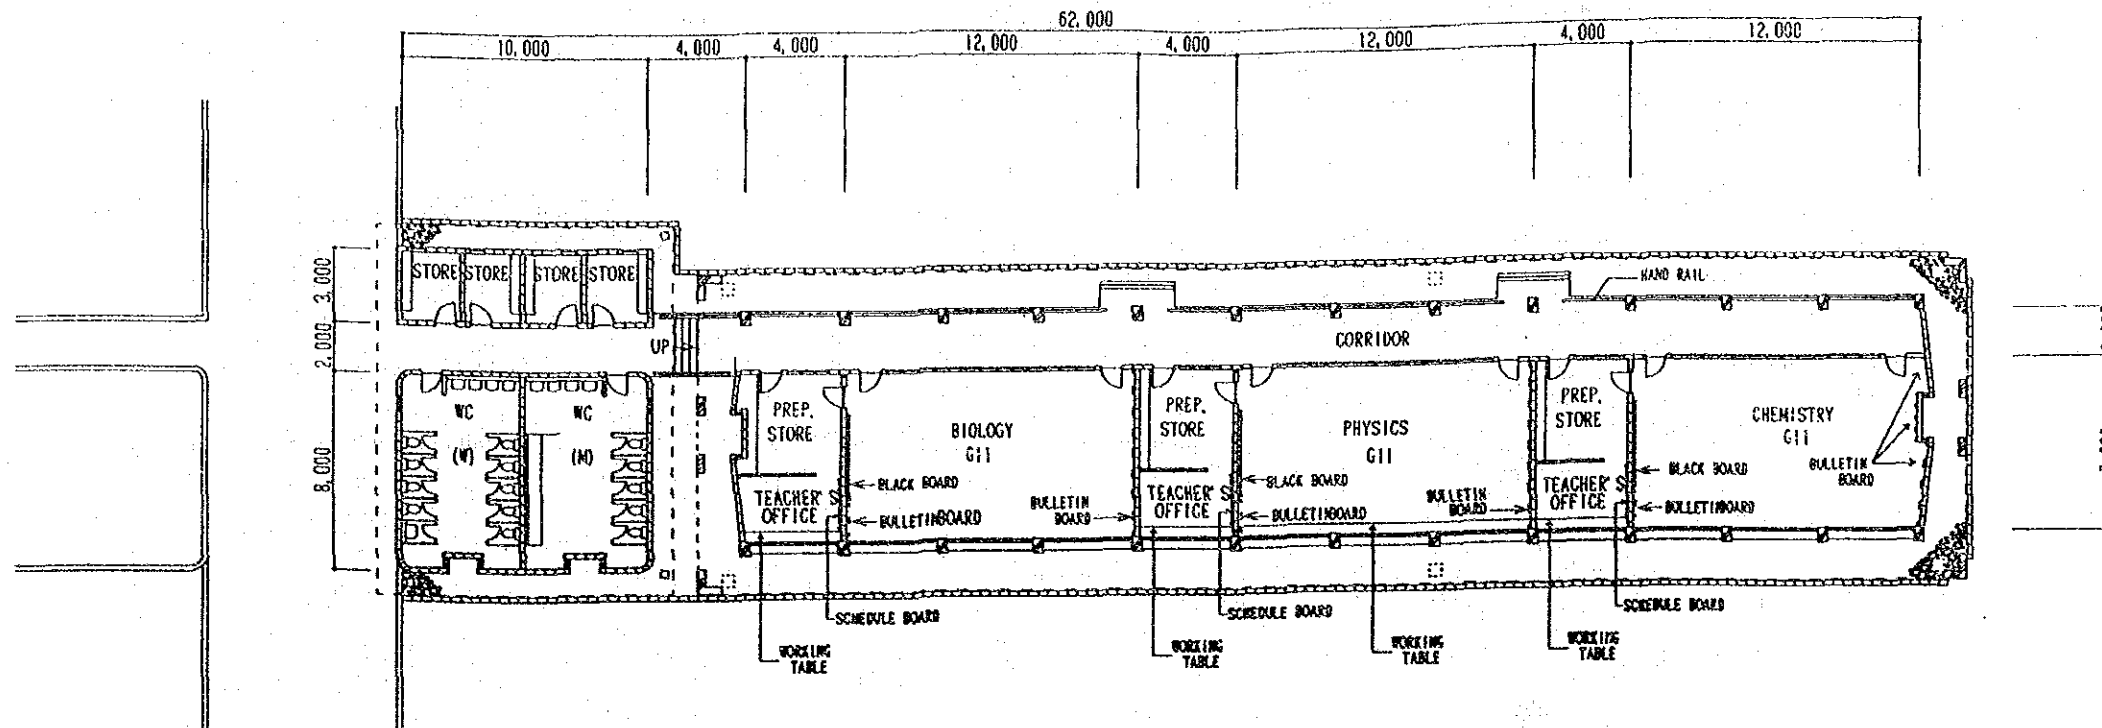 62,000
10,000 4,000 4,000 12,000 4,000 12,000 4,000 12,000
3,000
2,000
8,000
STORE STORE STORE STORE
HAND RAIL
UP
CORRIDOR
WC
(W)
WC
(M)
PREP.
STORE
BIOLOGY
G11
PREP.
STORE
PHYSICS
G11
PREP.
STORE
CHEMISTRY
G11
BULLETIN
BOARD
TEACHER'S
OFFICE
BLACK BOARD
BULLETINBOARD
BULLETIN
BOARD
TEACHER'S
OFFICE
BLACK BOARD
BULLETINBOARD
BULLETIN
BOARD
TEACHER'S
OFFICE
BLACK BOARD
BULLETINBOARD
SCHEDULE BOARD
SCHEDULE BOARD
SCHEDULE BOARD
WORKING
TABLE
WORKING
TABLE
WORKING
TABLE
WORKING
TABLE